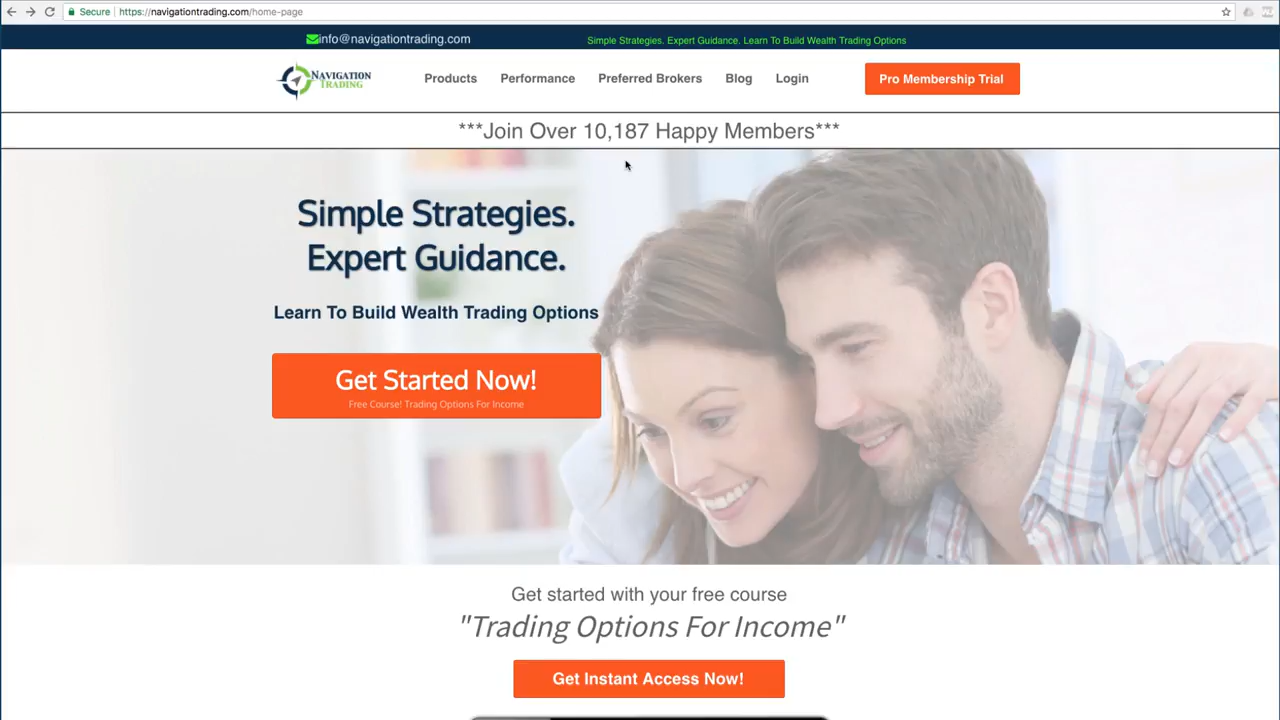 Secure https://navigationtrading.com/home-page
info@navigationtrading.com
Simple Strategies. Expert Guidance. Learn To Build Wealth Trading Options
NAVIGATION
TRADING
Products Performance Preferred Brokers Blog Login Pro Membership Trial
***Join Over 10,187 Happy Members***
Simple Strategies.
Expert Guidance.
Learn To Build Wealth Trading Options
Get Started Now!
Free Course! Trading Options For Income
Get started with your free course
"Trading Options For Income"
Get Instant Access Now!